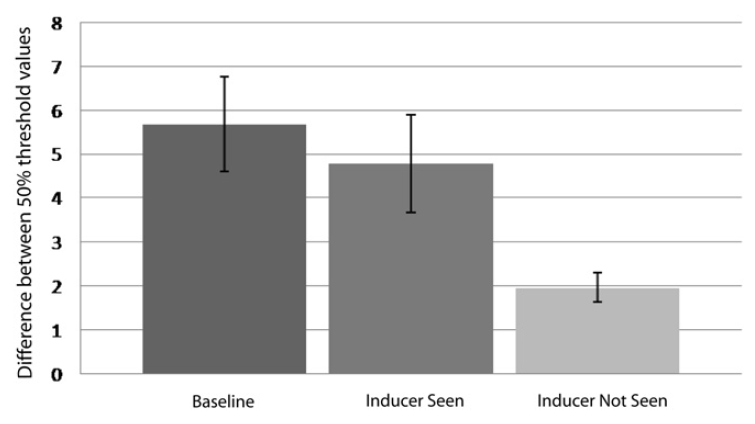 Difference between 50% threshold values
8
7
6
5
4
3
2
1
0
Baseline
Inducer Seen
Inducer Not Seen